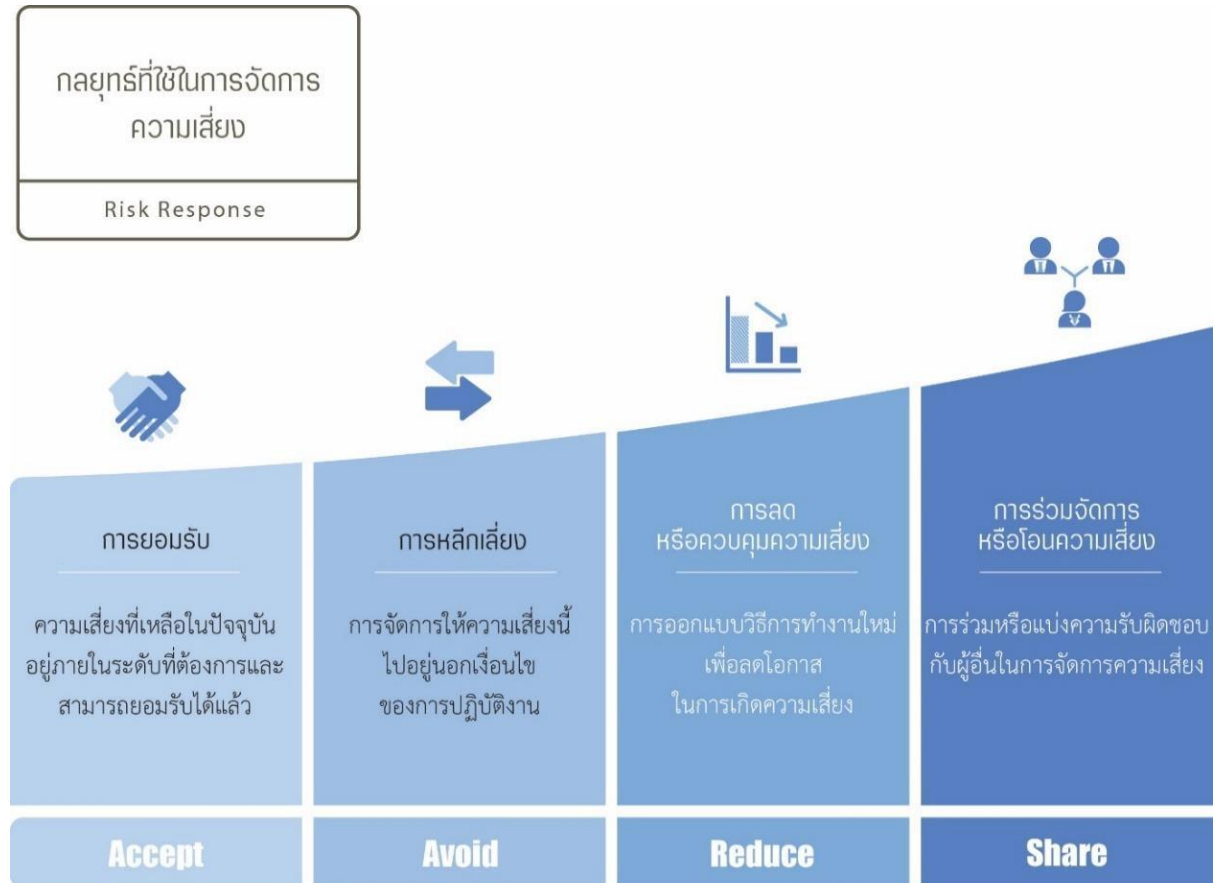 กลยุทธ์ที่ใช้ในการจัดการ
ความเสี่ยง
Risk Response
การยอมรับ
ความเสี่ยงที่เหลือในปัจจุบัน
อยู่ภายในระดับที่ต้องการและ
สามารถยอมรับได้แล้ว
Accept
การหลีกเลี่ยง
การจัดการให้ความเสี่ยงนี้
ไปอยู่นอกเงื่อนไข
ของการปฏิบัติงาน
Avoid
การลด
หรือควบคุมความเสี่ยง
การออกแบบวิธีการทำงานใหม่
เพื่อลดโอกาส
ในการเกิดความเสี่ยง
Reduce
การร่วมจัดการ
หรือโอนความเสี่ยง
การร่วมหรือแบ่งความรับผิดชอบ
กับผู้อื่นในการจัดการความเสี่ยง
Share